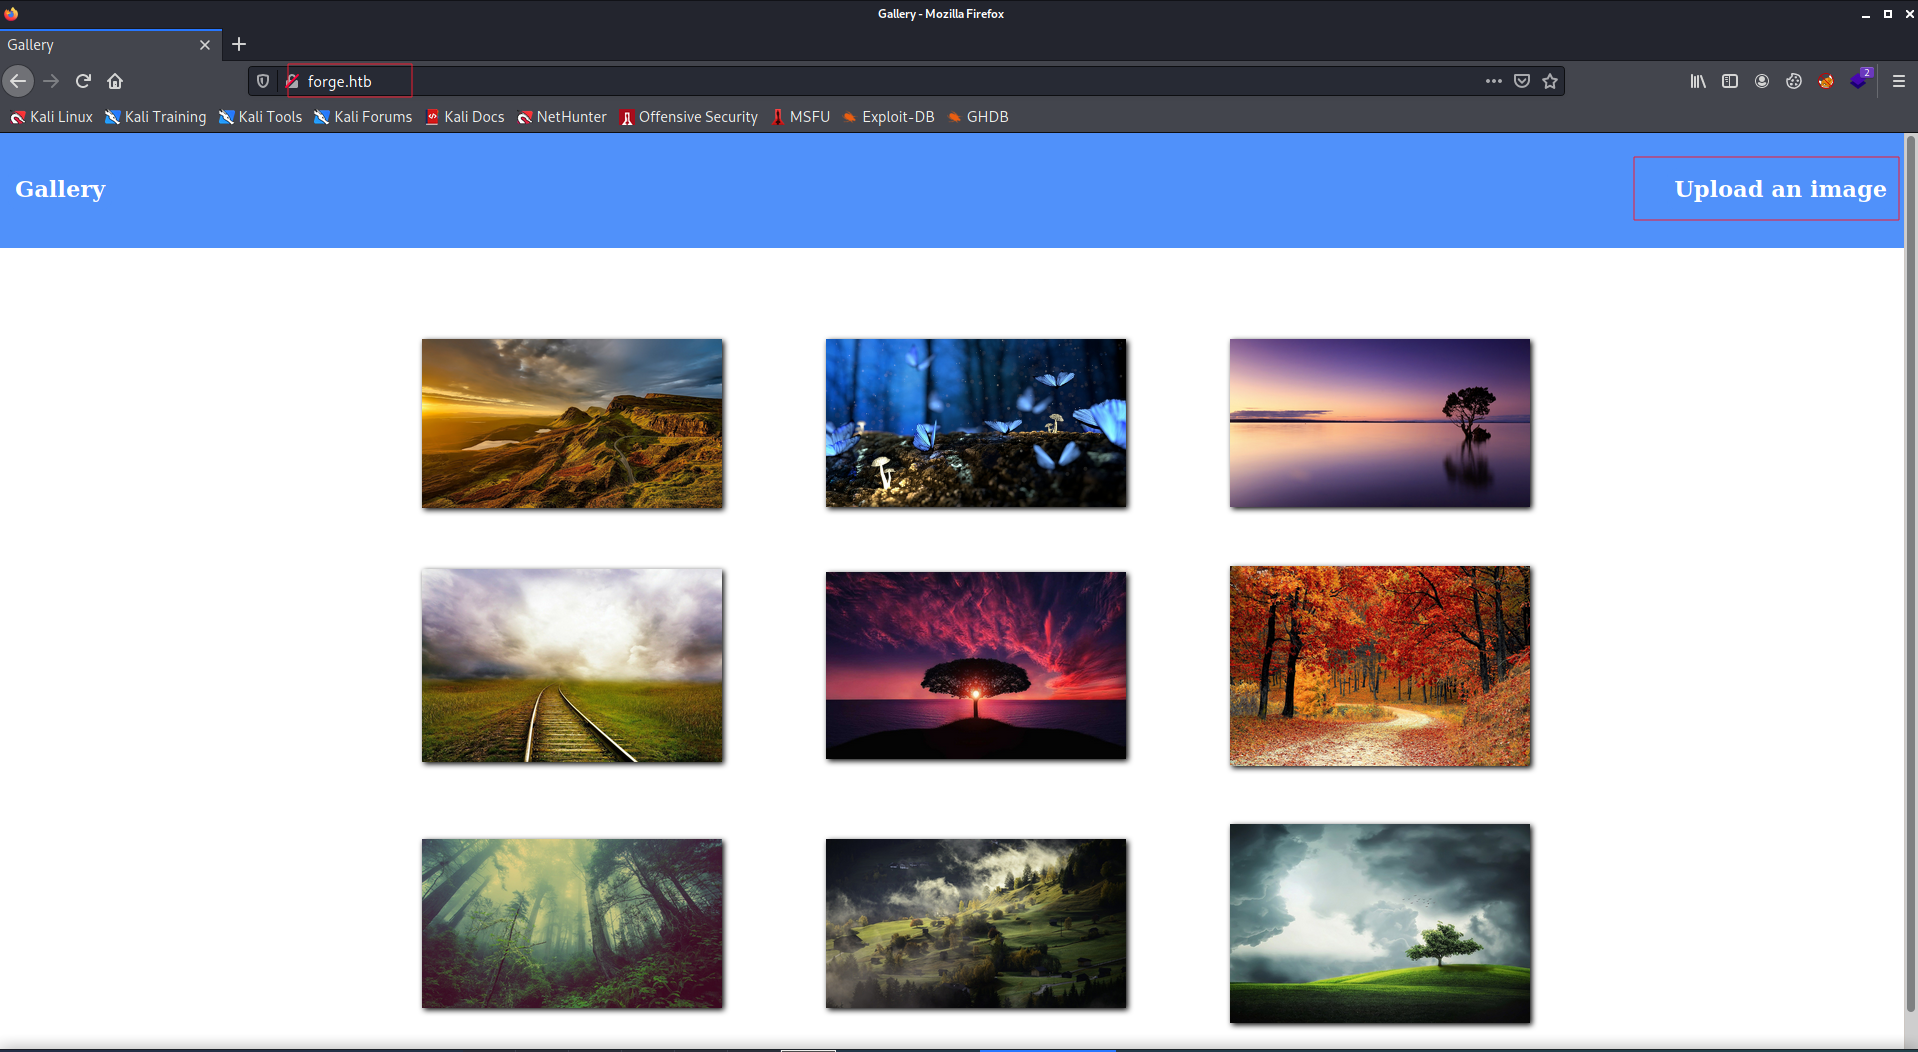 Gallery - Mozilla Firefox
Gallery
forge.htb
2
Kali Linux Kali Training Kali Tools Kali Forums Kali Docs NetHunter Offensive Security MSFU Exploit-DB GHDB
Gallery Upload an image